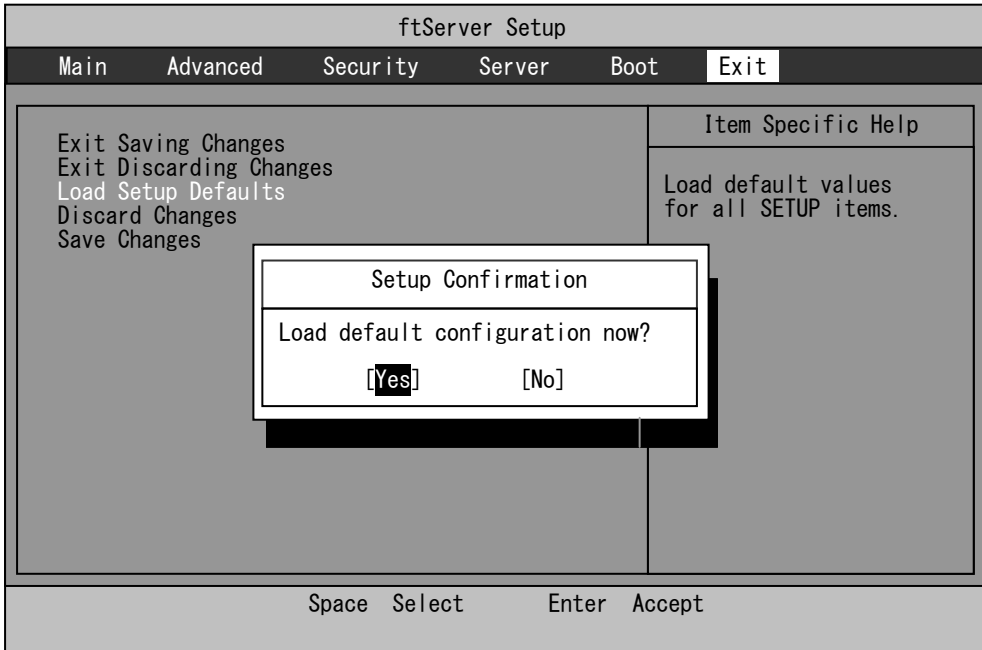 ftServer Setup
Main Advanced Security Server Boot Exit
Exit Saving Changes
Exit Discarding Changes
Load Setup Defaults
Discard Changes
Save Changes
Item Specific Help
Load default values
for all SETUP items.
Setup Confirmation
Load default configuration now?
[Yes] [No]
Space Select Enter Accept